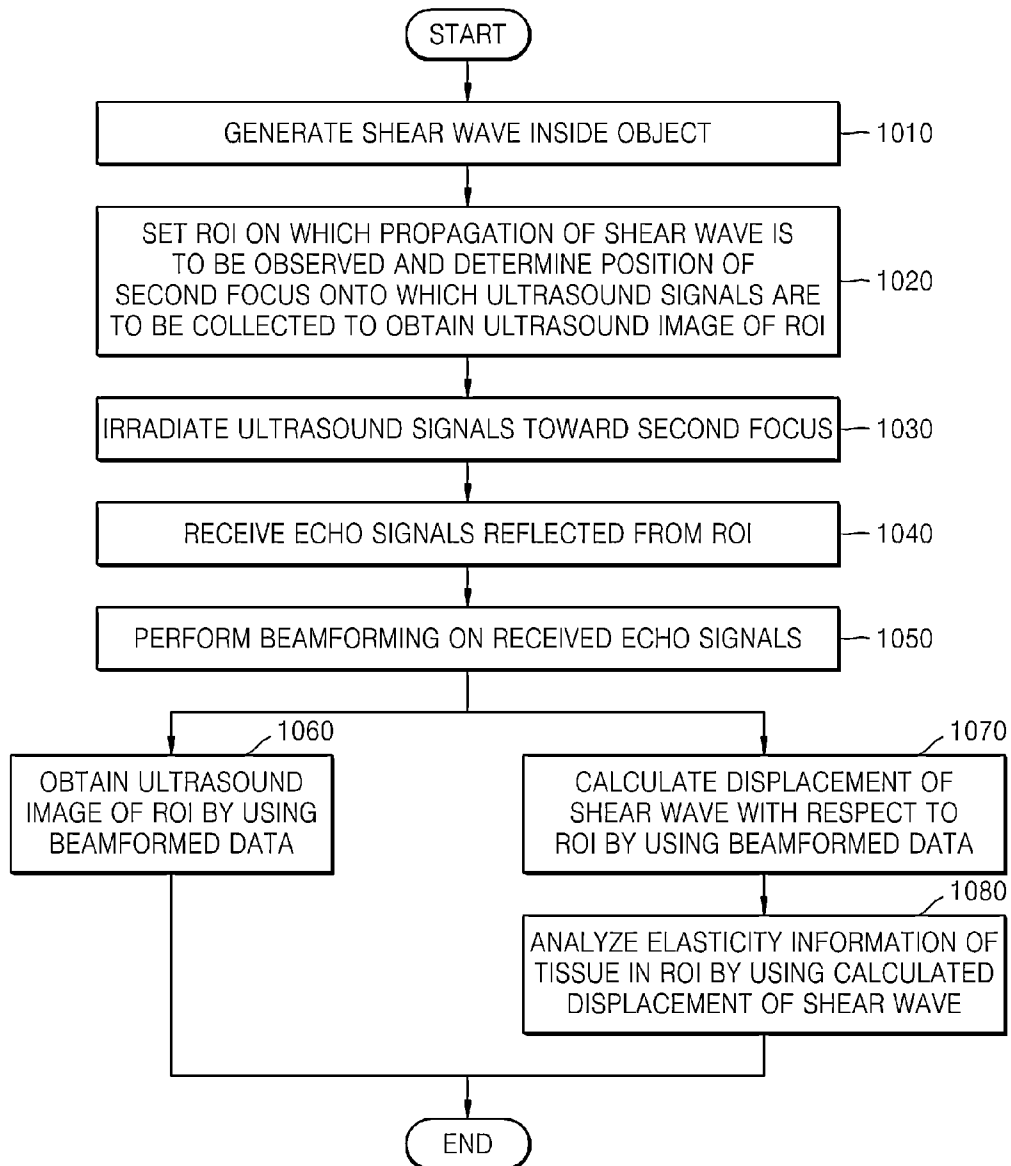 START
GENERATE SHEAR WAVE INSIDE OBJECT
1010
SET ROI ON WHICH PROPAGATION OF SHEAR WAVE IS
TO BE OBSERVED AND DETERMINE POSITION OF
SECOND FOCUS ONTO WHICH ULTRASOUND SIGNALS ARE
TO BE COLLECTED TO OBTAIN ULTRASOUND IMAGE OF ROI
1020
IRRADIATE ULTRASOUND SIGNALS TOWARD SECOND FOCUS
1030
RECEIVE ECHO SIGNALS REFLECTED FROM ROI
1040
PERFORM BEAMFORMING ON RECEIVED ECHO SIGNALS
1050
1060
OBTAIN ULTRASOUND
IMAGE OF ROI BY USING
BEAMFORMED DATA
1070
CALCULATE DISPLACEMENT OF
SHEAR WAVE WITH RESPECT TO
ROI BY USING BEAMFORMED DATA
1080
ANALYZE ELASTICITY INFORMATION OF
TISSUE IN ROI BY USING CALCULATED
DISPLACEMENT OF SHEAR WAVE
END